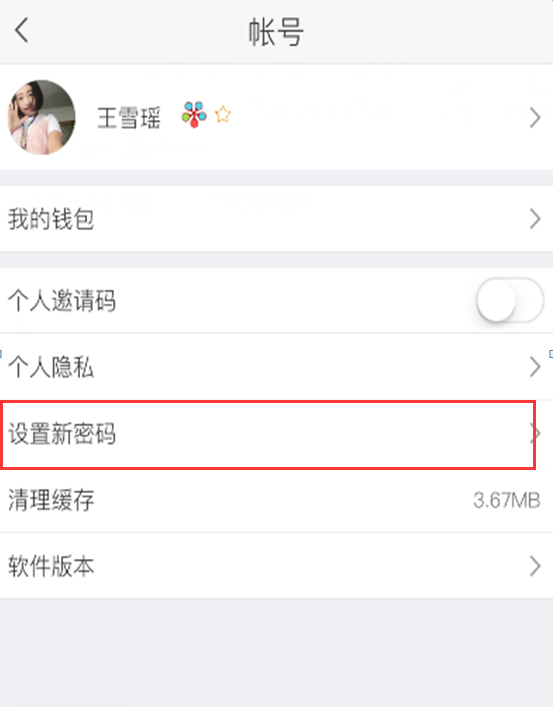 帐号
王雪瑶
我的钱包
个人邀请码
个人隐私
设置新密码
清理缓存 3.67MB
软件版本